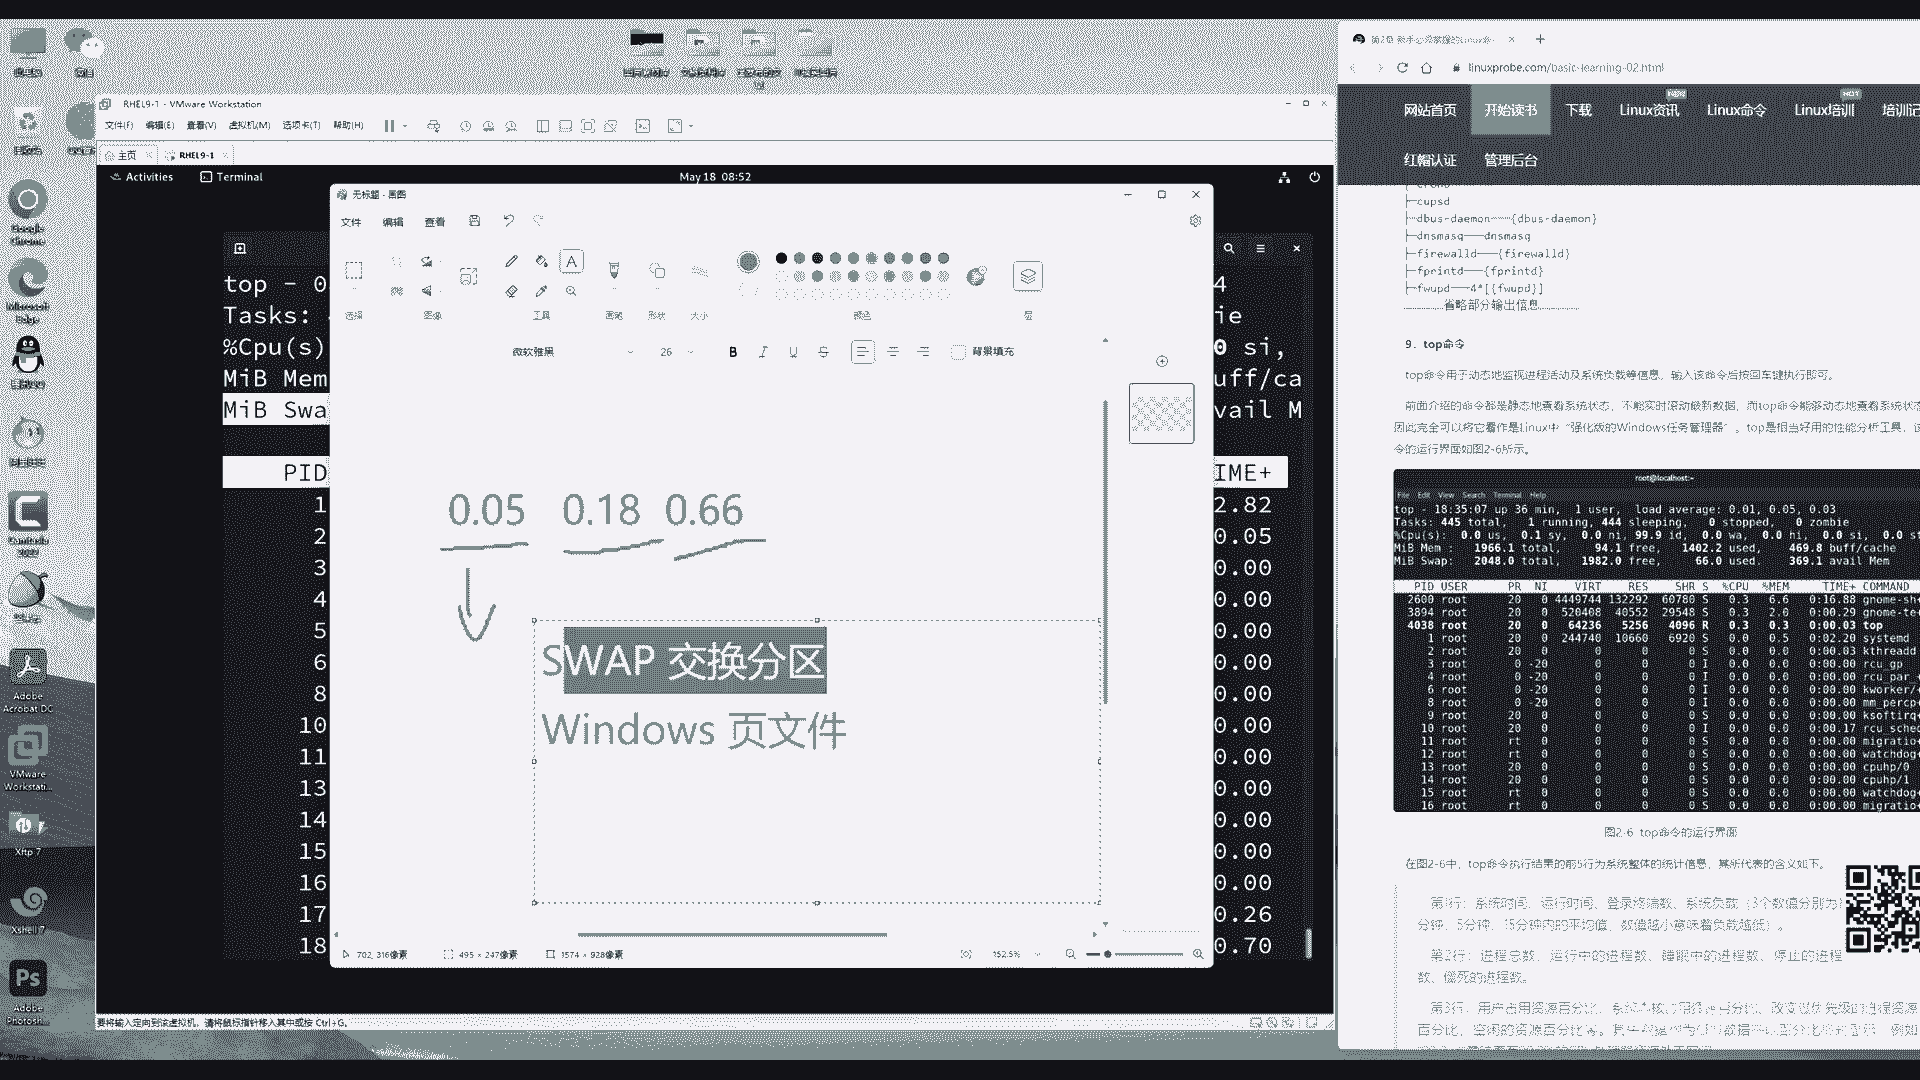 RHEL9-1 - VMware Workstation
文件(F) 编辑(E) 查看(V) 虚拟机(M) 选项卡(T) 帮助(H)
主页 RHEL9-1
Activities Terminal May 18 08:52
top - 0
Tasks:
%Cpu(s)
MiB Mem
MiB Swa
PID
1
2
3
4
5
6
8
10
11
13
14
15
16
17
18
4
ie
0 si,
uff/ca
vail M
IME+
2.82
0.05
0.00
0.00
0.00
0.00
0.00
0.00
0.00
0.00
0.00
0.00
0.00
0.26
0.70
无标题 - 画图
文件 编辑 查看
选择 图像 工具 画笔 形状 大小 颜色 层
微软雅黑 26 B I U S 背景填充
0.05 0.18 0.66
SWAP 交换分区
Windows 页文件
702, 316像素 495 × 247像素 1574 × 928像素 152.5%
要将输入定向到该虚拟机，请将鼠标指针移入其中或按 Ctrl+G。
Google Chrome
Microsoft Edge
Adobe Acrobat DC
VMware Workstati...
Xftp 7
Xshell 7
Adobe Photosh...
linuxprobe.com/basic-learning-02.html
网站首页 开始读书 下载 Linux资讯 NEW Linux命令 Linux培训 HOT 培训记
红帽认证 管理后台
├─cupsd
├─dbus-daemon───{dbus-daemon}
├─dnsmasq───dnsmasq
├─firewalld───{firewalld}
├─fprintd───{fprintd}
├─fwupd───4*[{fwupd}]
………………省略部分输出信息………………
9．top命令
top命令用于动态地监视进程活动及系统负载等信息，输入该命令后按回车键执行即可。
前面介绍的命令都是静态地查看系统状态，不能实时滚动最新数据，而top命令能够动态地查看系统状态
因此完全可以将它看作是Linux中“强化版的Windows任务管理器”。top是相当好用的性能分析工具，该
令的运行界面如图2-6所示。
root@localhost:~
File Edit View Search Terminal Help
top - 18:35:07 up 36 min, 1 user, load average: 0.01, 0.05, 0.03
Tasks: 445 total, 1 running, 444 sleeping, 0 stopped, 0 zombie
%Cpu(s): 0.0 us, 0.1 sy, 0.0 ni, 99.9 id, 0.0 wa, 0.0 hi, 0.0 si, 0.0 st
MiB Mem : 1966.1 total, 94.1 free, 1402.2 used, 469.8 buff/cache
MiB Swap: 2048.0 total, 1982.0 free, 66.0 used. 369.1 avail Mem
PID USER PR NI VIRT RES SHR S %CPU %MEM TIME+ COMMAND
2600 root 20 0 4449744 132292 60780 S 0.3 6.6 0:16.88 gnome-sh+
3894 root 20 0 520408 40552 29548 S 0.3 2.0 0:00.29 gnome-te+
4038 root 20 0 64236 5256 4096 R 0.3 0.3 0:00.03 top
1 root 20 0 244740 10660 6920 S 0.0 0.5 0:02.20 systemd
2 root 20 0 0 0 0 S 0.0 0.0 0:00.03 kthreadd
3 root 0 -20 0 0 0 I 0.0 0.0 0:00.00 rcu_gp
4 root 0 -20 0 0 0 I 0.0 0.0 0:00.00 rcu_par_+
6 root 0 -20 0 0 0 I 0.0 0.0 0:00.00 kworker/+
8 root 0 -20 0 0 0 I 0.0 0.0 0:00.00 mm_percp+
9 root 20 0 0 0 0 S 0.0 0.0 0:00.00 ksoftirq+
10 root 20 0 0 0 0 I 0.0 0.0 0:00.17 rcu_sched
11 root rt 0 0 0 0 S 0.0 0.0 0:00.00 migratio+
12 root rt 0 0 0 0 S 0.0 0.0 0:00.00 watchdog+
13 root 20 0 0 0 0 S 0.0 0.0 0:00.00 cpuhp/0
14 root 20 0 0 0 0 S 0.0 0.0 0:00.00 cpuhp/1
15 root rt 0 0 0 0 S 0.0 0.0 0:00.00 watchdog+
16 root rt 0 0 0 0 S 0.0 0.0 0:00.00 migratio+
图2-6 top命令的运行界面
在图2-6中，top命令执行结果的前5行为系统整体的统计信息，其所代表的含义如下。
第1行：系统时间、运行时间、登录终端数、系统负载（3个数值分别为1
分钟、5分钟、15分钟内的平均值，数值越小意味着负载越低）。
第2行：进程总数、运行中的进程数、睡眠中的进程数、停止的进程
数、僵死的进程数。